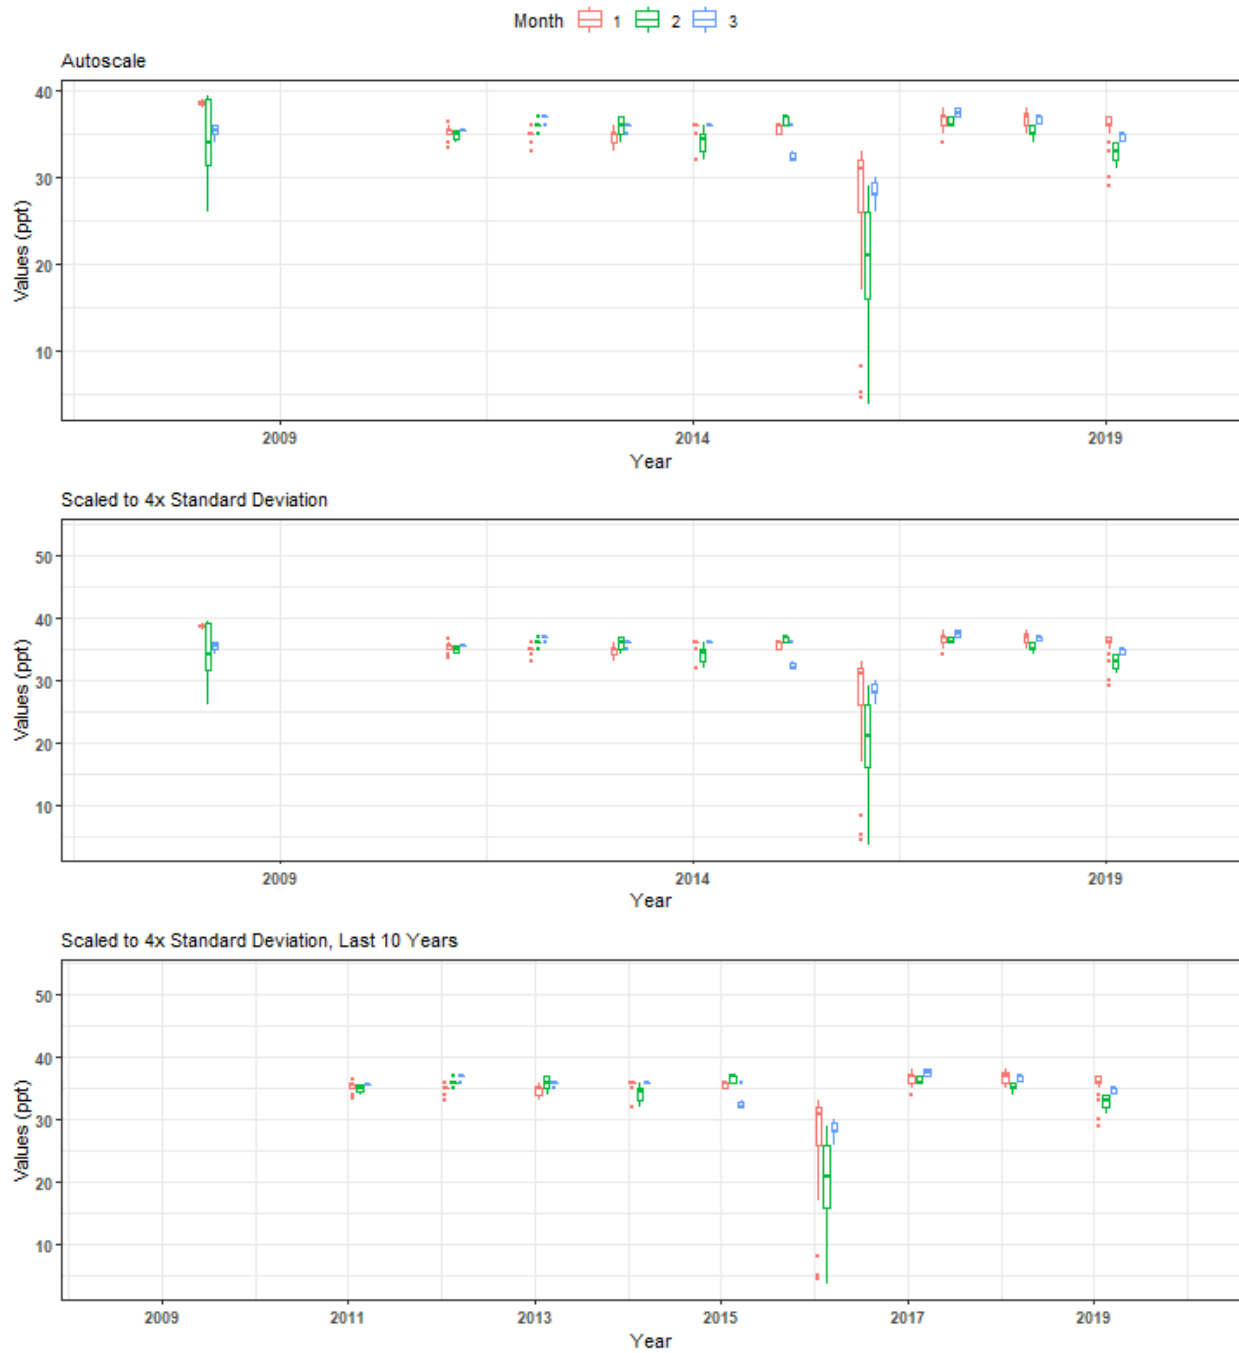 Month 1 2 3
Autoscale
40
30
20
10
Values (ppt)
2009 2014 2019
Year
Scaled to 4x Standard Deviation
50
40
30
20
10
Values (ppt)
2009 2014 2019
Year
Scaled to 4x Standard Deviation, Last 10 Years
50
40
30
20
10
Values (ppt)
2009 2011 2013 2015 2017 2019
Year